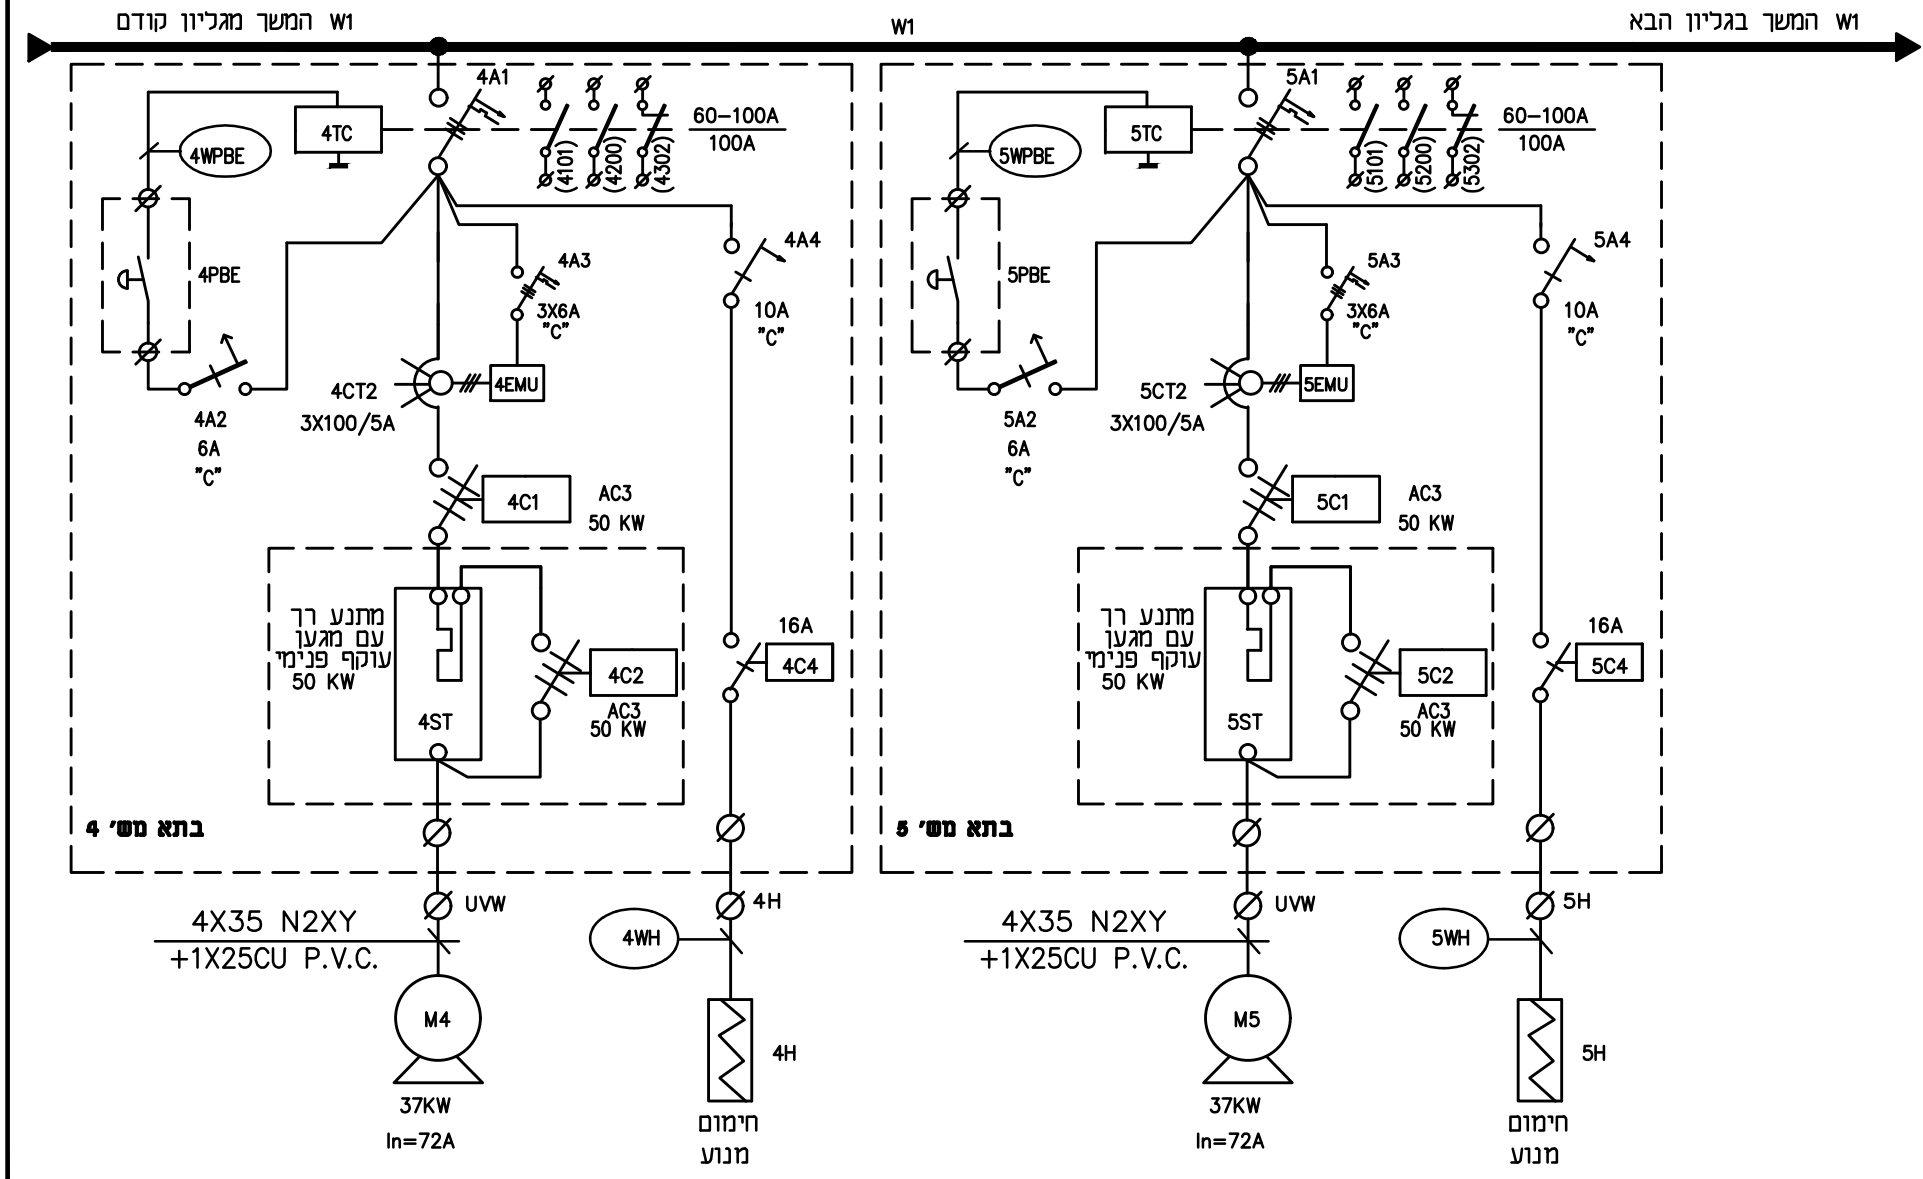 W1 המשך מגליון קודם
W1
W1 המשך בגליון הבא
4A1
4TC
4WPBE
(4101)
(4200)
(4302)
60-100A
100A
4PBE
4A3
3X6A
"C"
4A4
10A
"C"
4A2
6A
"C"
4CT2
3X100/5A
4EMU
4C1
AC3
50 KW
מתנע רך
עם מגען
עוקף פנימי
50 KW
4ST
4C2
AC3
50 KW
16A
4C4
בתא מש' 4
UVW
4H
4X35 N2XY
+1X25CU P.V.C.
4WH
M4
37KW
In=72A
4H
חימום
מנוע
5A1
5TC
5WPBE
(5101)
(5200)
(5302)
60-100A
100A
5PBE
5A3
3X6A
"C"
5A4
10A
"C"
5A2
6A
"C"
5CT2
3X100/5A
5EMU
5C1
AC3
50 KW
מתנע רך
עם מגען
עוקף פנימי
50 KW
5ST
5C2
AC3
50 KW
16A
5C4
בתא מש' 5
UVW
5H
4X35 N2XY
+1X25CU P.V.C.
5WH
M5
37KW
In=72A
5H
חימום
מנוע